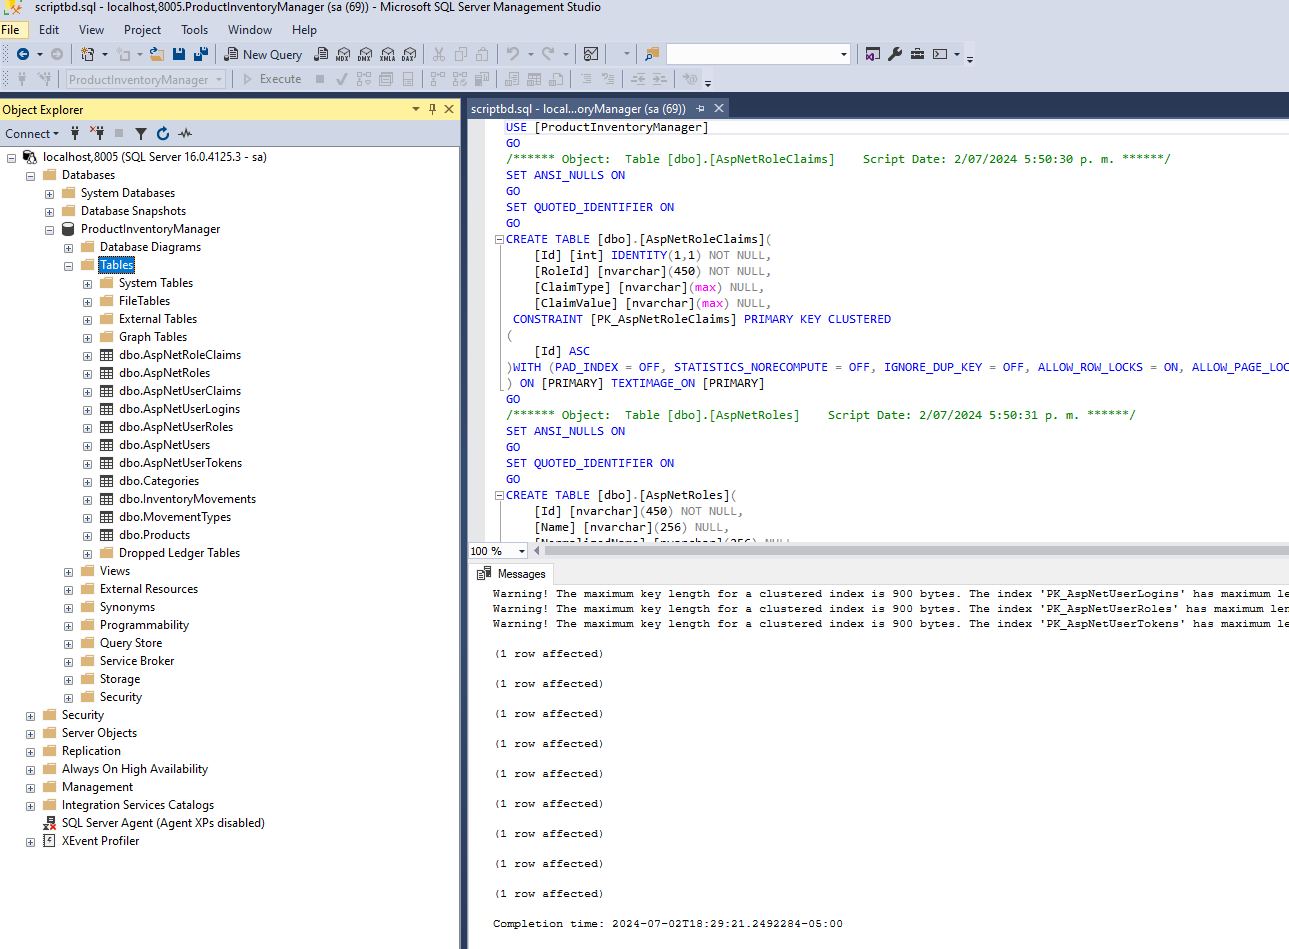 scriptbd.sql - localhost,8005.ProductInventoryManager (sa (69)) - Microsoft SQL Server Management Studio
File Edit View Project Tools Window Help
New Query MDX DMX XMLA DAX
ProductInventoryManager Execute
Object Explorer
Connect
localhost,8005 (SQL Server 16.0.4125.3 - sa)
Databases
System Databases
Database Snapshots
ProductInventoryManager
Database Diagrams
Tables
System Tables
FileTables
External Tables
Graph Tables
dbo.AspNetRoleClaims
dbo.AspNetRoles
dbo.AspNetUserClaims
dbo.AspNetUserLogins
dbo.AspNetUserRoles
dbo.AspNetUsers
dbo.AspNetUserTokens
dbo.Categories
dbo.InventoryMovements
dbo.MovementTypes
dbo.Products
Dropped Ledger Tables
Views
External Resources
Synonyms
Programmability
Query Store
Service Broker
Storage
Security
Security
Server Objects
Replication
Always On High Availability
Management
Integration Services Catalogs
SQL Server Agent (Agent XPs disabled)
XEvent Profiler
scriptbd.sql - local...oryManager (sa (69))
USE [ProductInventoryManager]
GO
/****** Object:  Table [dbo].[AspNetRoleClaims]    Script Date: 2/07/2024 5:50:30 p. m. ******/
SET ANSI_NULLS ON
GO
SET QUOTED_IDENTIFIER ON
GO
CREATE TABLE [dbo].[AspNetRoleClaims](
[Id] [int] IDENTITY(1,1) NOT NULL,
[RoleId] [nvarchar](450) NOT NULL,
[ClaimType] [nvarchar](max) NULL,
[ClaimValue] [nvarchar](max) NULL,
CONSTRAINT [PK_AspNetRoleClaims] PRIMARY KEY CLUSTERED
(
[Id] ASC
)WITH (PAD_INDEX = OFF, STATISTICS_NORECOMPUTE = OFF, IGNORE_DUP_KEY = OFF, ALLOW_ROW_LOCKS = ON, ALLOW_PAGE_LOC
) ON [PRIMARY] TEXTIMAGE_ON [PRIMARY]
GO
/****** Object:  Table [dbo].[AspNetRoles]    Script Date: 2/07/2024 5:50:31 p. m. ******/
SET ANSI_NULLS ON
GO
SET QUOTED_IDENTIFIER ON
GO
CREATE TABLE [dbo].[AspNetRoles](
[Id] [nvarchar](450) NOT NULL,
[Name] [nvarchar](256) NULL,
[NormalizedName] [nvarchar](256) NULL
100 %
Messages
Warning! The maximum key length for a clustered index is 900 bytes. The index 'PK_AspNetUserLogins' has maximum le
Warning! The maximum key length for a clustered index is 900 bytes. The index 'PK_AspNetUserRoles' has maximum len
Warning! The maximum key length for a clustered index is 900 bytes. The index 'PK_AspNetUserTokens' has maximum le
(1 row affected)
(1 row affected)
(1 row affected)
(1 row affected)
(1 row affected)
(1 row affected)
(1 row affected)
(1 row affected)
(1 row affected)
Completion time: 2024-07-02T18:29:21.2492284-05:00